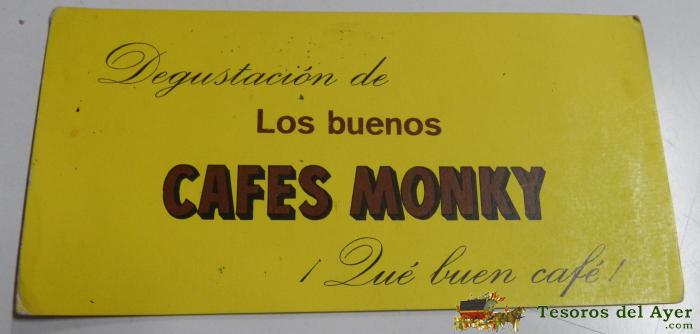 Degustación de
Los buenos
CAFES MONKY
¡Qué buen café!
Tesoros del Ayer
.com